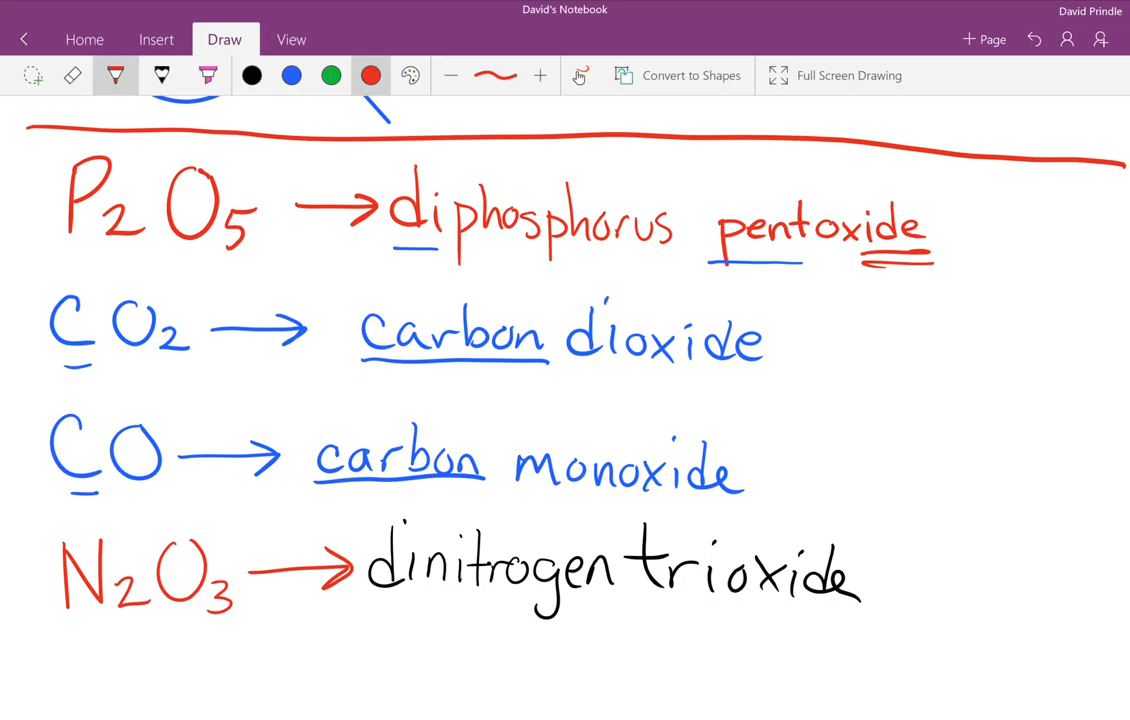 David's Notebook
David Prindle
Home Insert Draw View + Page
Convert to Shapes Full Screen Drawing
P₂O₅ → diphosphorus pentoxide
CO₂ → carbon dioxide
CO → carbon monoxide
N₂O₃ → dinitrogen trioxide